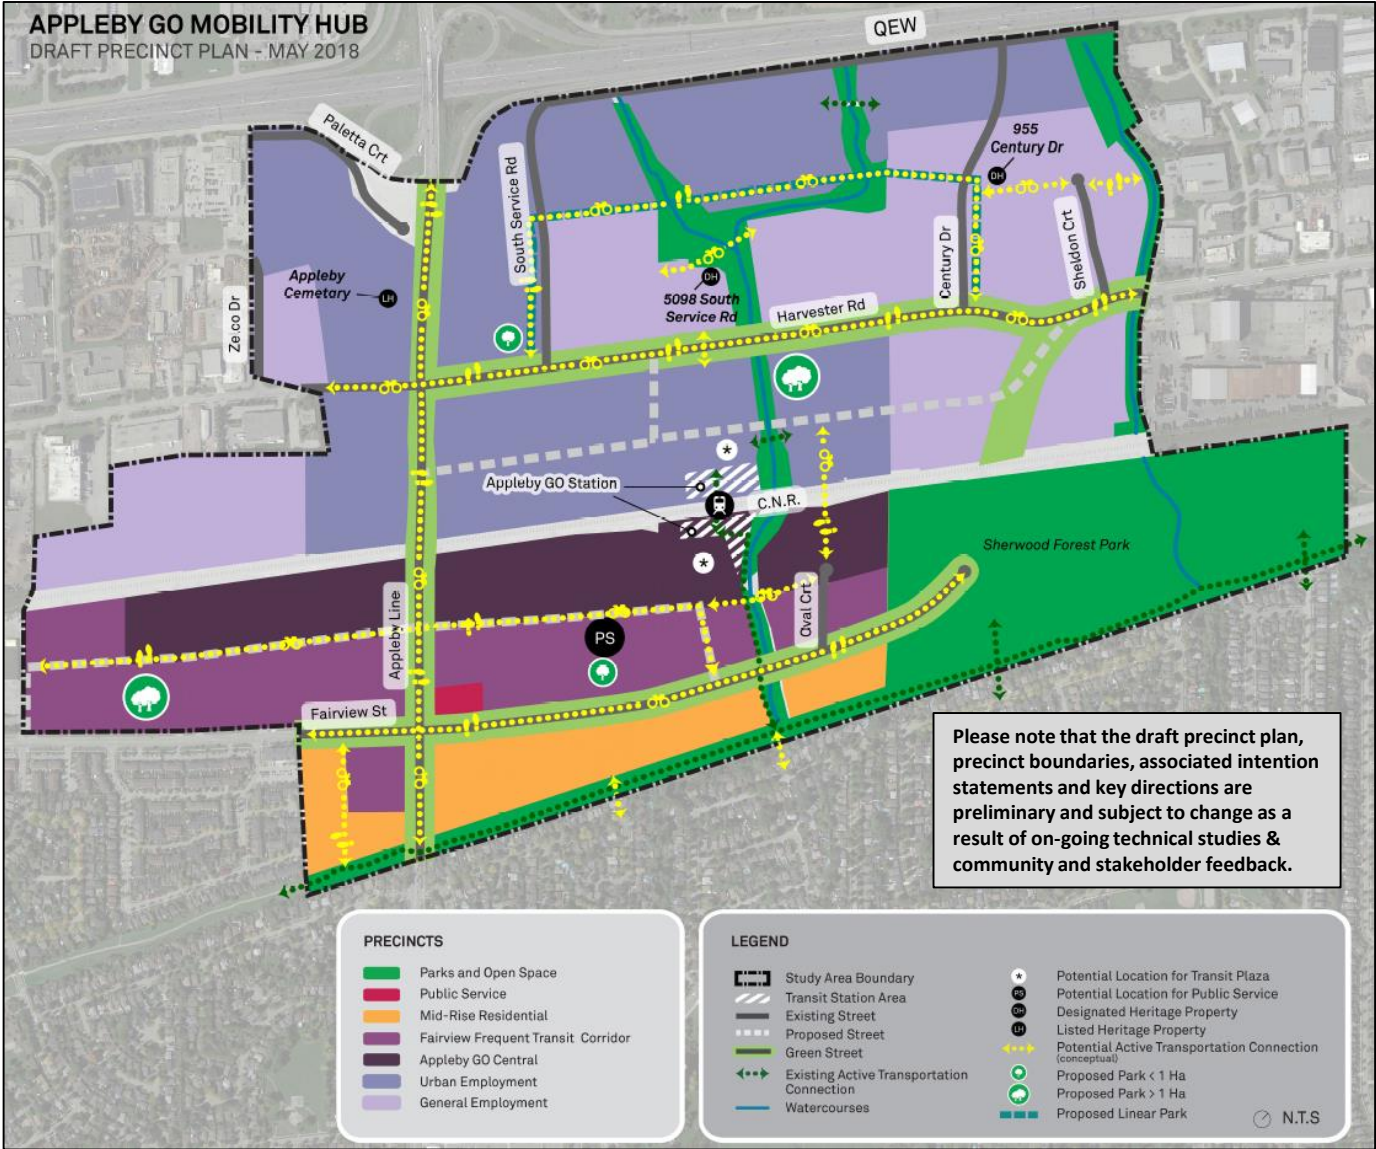 APPLEBY GO MOBILITY HUB
DRAFT PRECINCT PLAN - MAY 2018
QEW
Paletta Crt
955
Century Dr
DH
South Service Rd
Sheldon Crt
Century Dr
Appleby
Cemetary
LH
DH
5098 South
Service Rd
Zeco Dr
Harvester Rd
*
Appleby GO Station
C.N.R.
Sherwood Forest Park
*
Oval Crt
Appleby Line
PS
Fairview St
Please note that the draft precinct plan,
precinct boundaries, associated intention
statements and key directions are
preliminary and subject to change as a
result of on-going technical studies &
community and stakeholder feedback.
PRECINCTS
Parks and Open Space
Public Service
Mid-Rise Residential
Fairview Frequent Transit Corridor
Appleby GO Central
Urban Employment
General Employment
LEGEND
Study Area Boundary
Transit Station Area
Existing Street
Proposed Street
Green Street
Existing Active Transportation
Connection
Watercourses
* Potential Location for Transit Plaza
PS Potential Location for Public Service
DH Designated Heritage Property
LH Listed Heritage Property
Potential Active Transportation Connection
(conceptual)
Proposed Park < 1 Ha
Proposed Park > 1 Ha
Proposed Linear Park
N.T.S